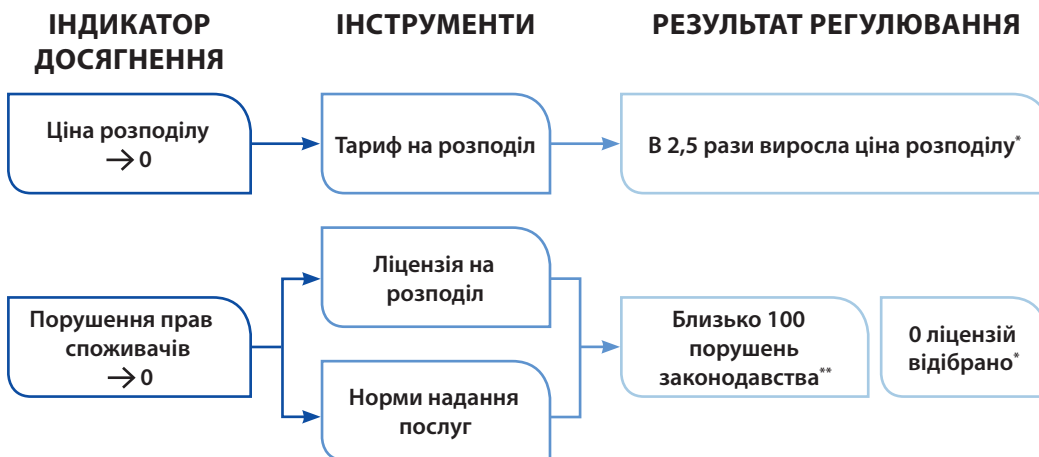 ІНДИКАТОР
ДОСЯГНЕННЯ
ІНСТРУМЕНТИ
РЕЗУЛЬТАТ РЕГУЛЮВАННЯ
Ціна розподілу
→ 0
Тариф на розподіл
В 2,5 рази виросла ціна розподілу*
Порушення прав
споживачів
→ 0
Ліцензія на
розподіл
Норми надання
послуг
Близько 100
порушень
законодавства**
0 ліцензій
відібрано*